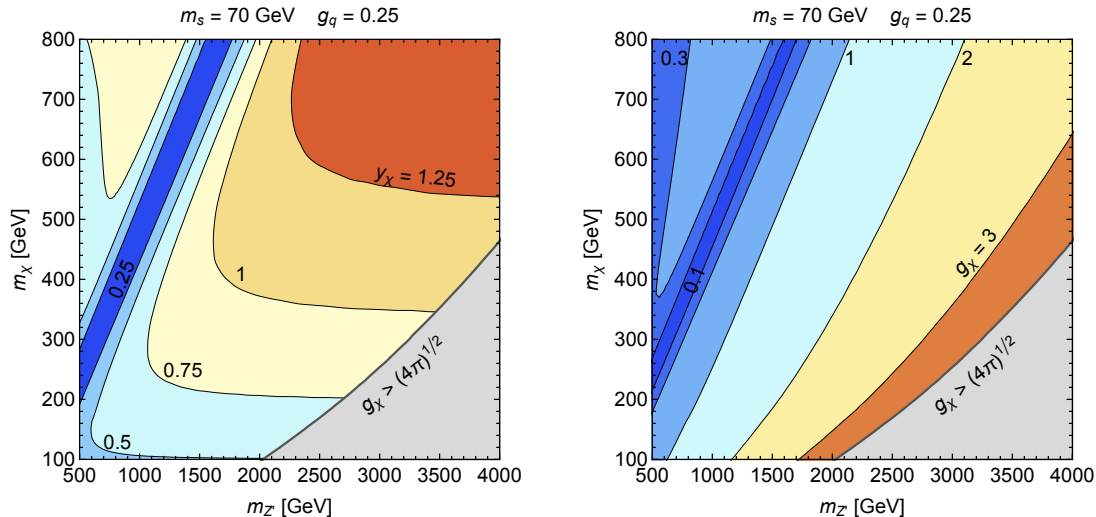 m_s = 70 GeV g_q = 0.25
800
700
600
500
400
300
200
100
m_χ [GeV]
0.25
y_χ = 1.25
1
0.75
0.5
g_χ > (4π)^{1/2}
500 1000 1500 2000 2500 3000 3500 4000
m_{Z'} [GeV]
m_s = 70 GeV g_q = 0.25
800
700
600
500
400
300
200
100
m_χ [GeV]
0.3
1
2
0.1
g_χ = 3
g_χ > (4π)^{1/2}
500 1000 1500 2000 2500 3000 3500 4000
m_{Z'} [GeV]